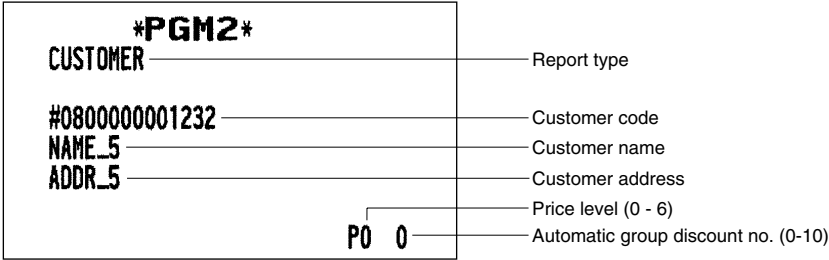 *PGM2*
CUSTOMER Report type
#0800000001232 Customer code
NAME_5 Customer name
ADDR_5 Customer address
Price level (0 - 6)
P0 0 Automatic group discount no. (0-10)